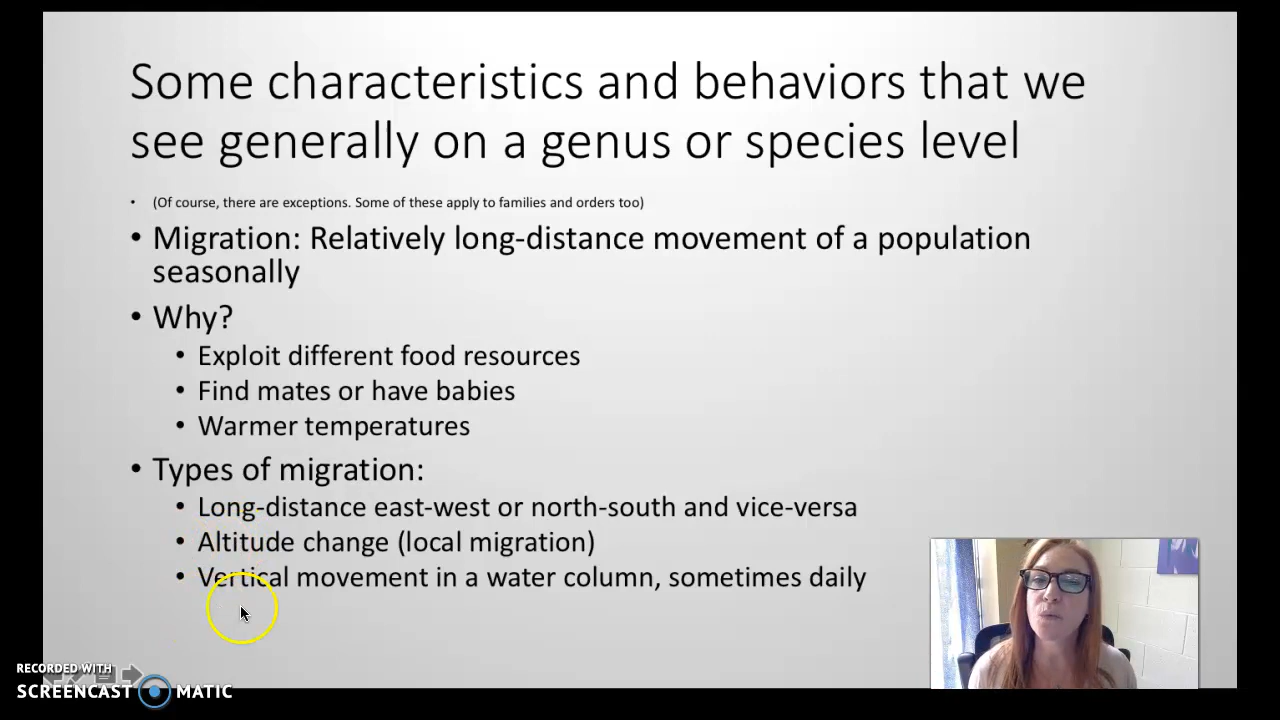 Some characteristics and behaviors that we
see generally on a genus or species level
• (Of course, there are exceptions. Some of these apply to families and orders too)
• Migration: Relatively long-distance movement of a population
seasonally
• Why?
• Exploit different food resources
• Find mates or have babies
• Warmer temperatures
• Types of migration:
• Long-distance east-west or north-south and vice-versa
• Altitude change (local migration)
• Vertical movement in a water column, sometimes daily
RECORDED WITH
SCREENCAST MATIC